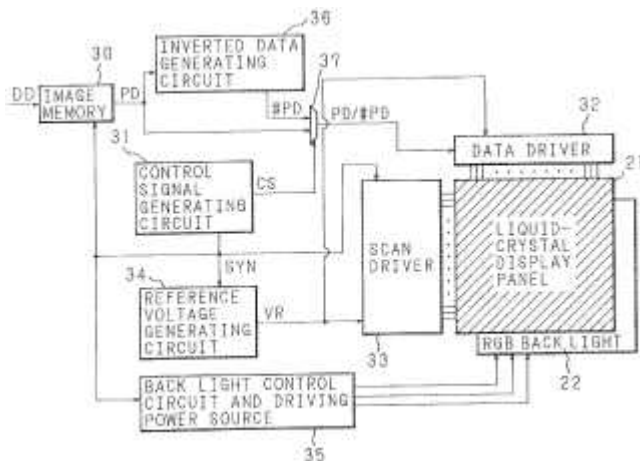 36
INVERTED DATA
GENERATING
CIRCUIT
30
37
DD
IMAGE
MEMORY
PD
#PD
PD/#PD
32
DATA DRIVER
31
21
CONTROL
SIGNAL
GENERATING
CIRCUIT
CS
LIQUID-
CRYSTAL
DISPLAY
PANEL
SCAN
DRIVER
SYN
34
REFERENCE
VOLTAGE
GENERATING
CIRCUIT
VR
33
RGB BACK LIGHT
22
BACK LIGHT CONTROL
CIRCUIT AND DRIVING
POWER SOURCE
35